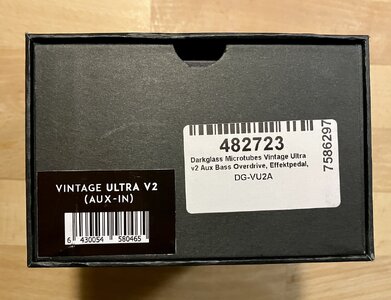 482723
Darkglass Microtubes Vintage Ultra
v2 Aux Bass Overdrive, Effektpedal,
DG-VU2A
7586297
VINTAGE ULTRA V2
(AUX-IN)
6 430054 580465